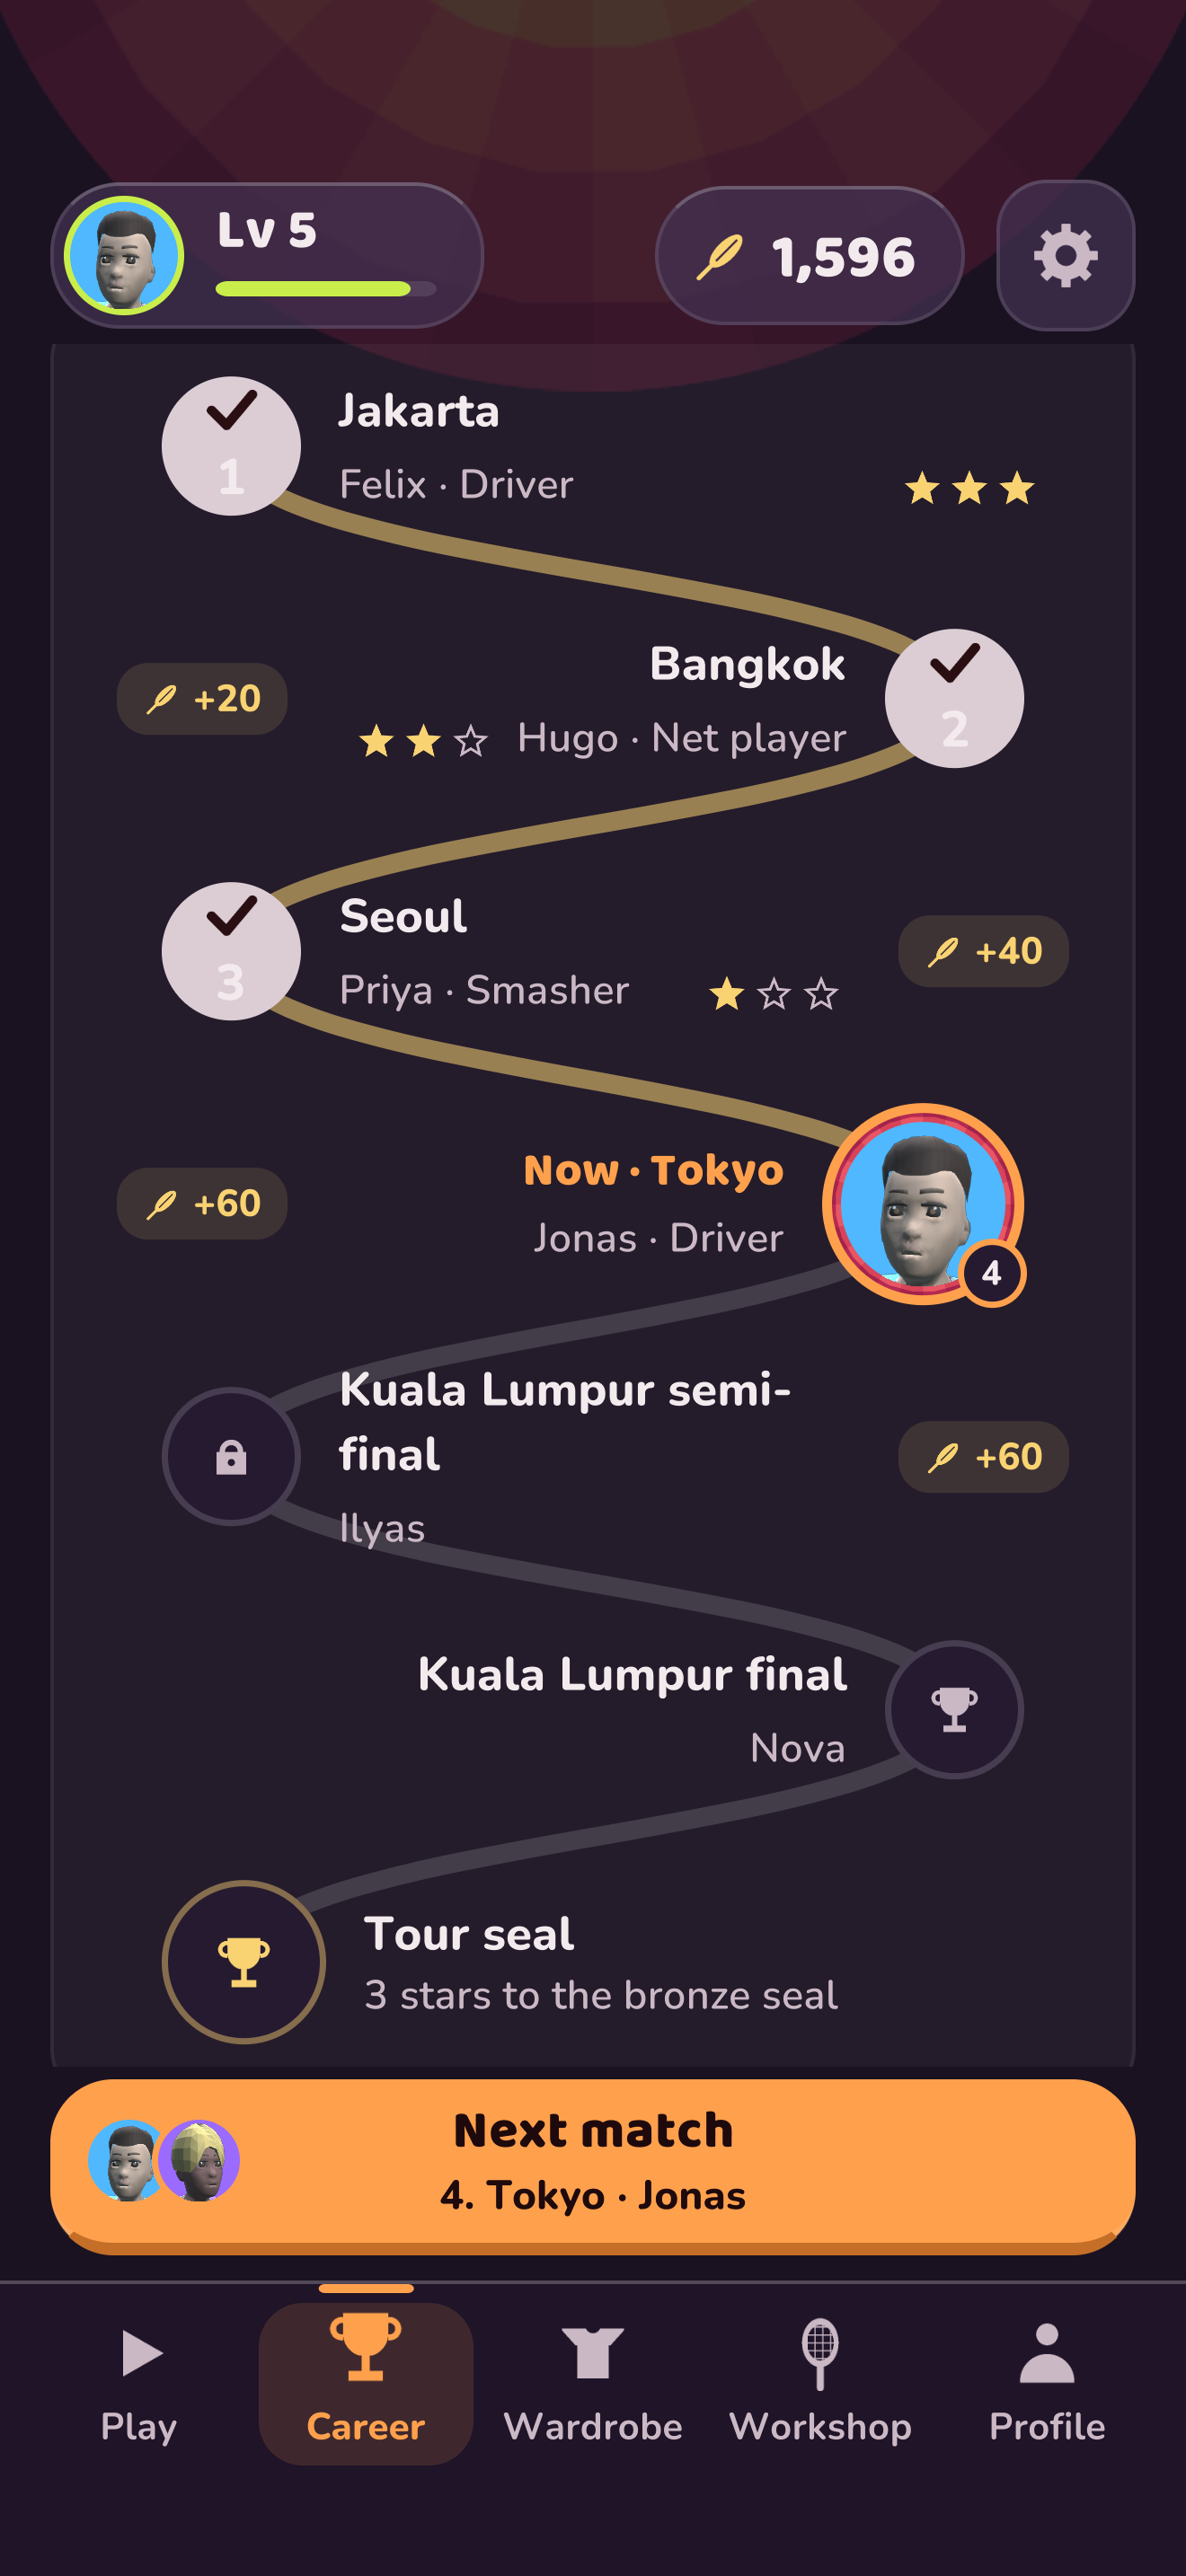 Lv 5
1,596
Jakarta
1
Felix · Driver
Bangkok
+20
2
Hugo · Net player
Seoul
+40
3
Priya · Smasher
Now · Tokyo
+60
Jonas · Driver
4
Kuala Lumpur semi-
final
+60
Ilyas
Kuala Lumpur final
Nova
Tour seal
3 stars to the bronze seal
Next match
4. Tokyo · Jonas
Play
Career
Wardrobe
Workshop
Profile